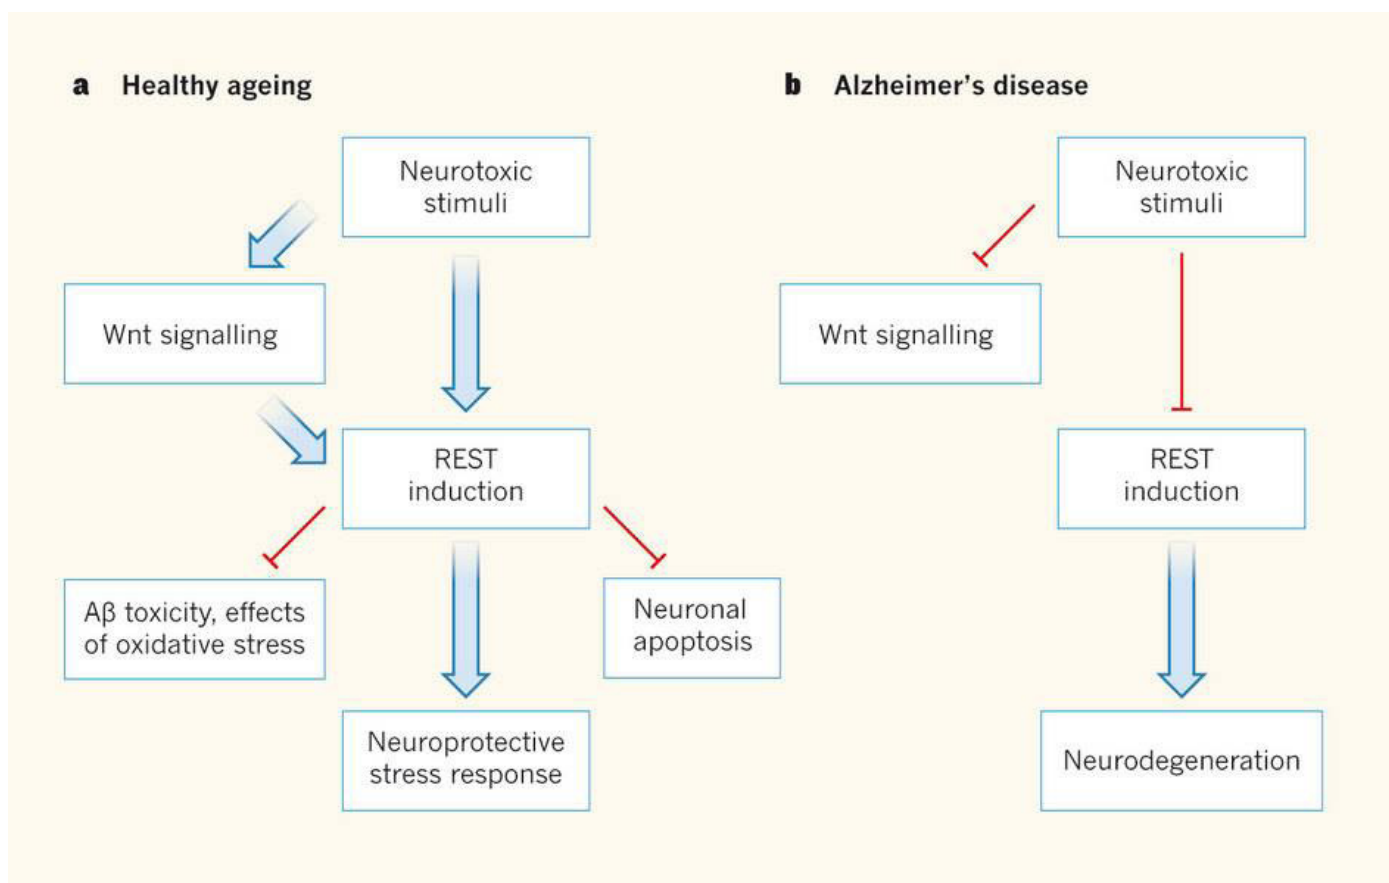 a Healthy ageing
Neurotoxic
stimuli
Wnt signalling
REST
induction
Aβ toxicity, effects
of oxidative stress
Neuronal
apoptosis
Neuroprotective
stress response
b Alzheimer's disease
Neurotoxic
stimuli
Wnt signalling
REST
induction
Neurodegeneration